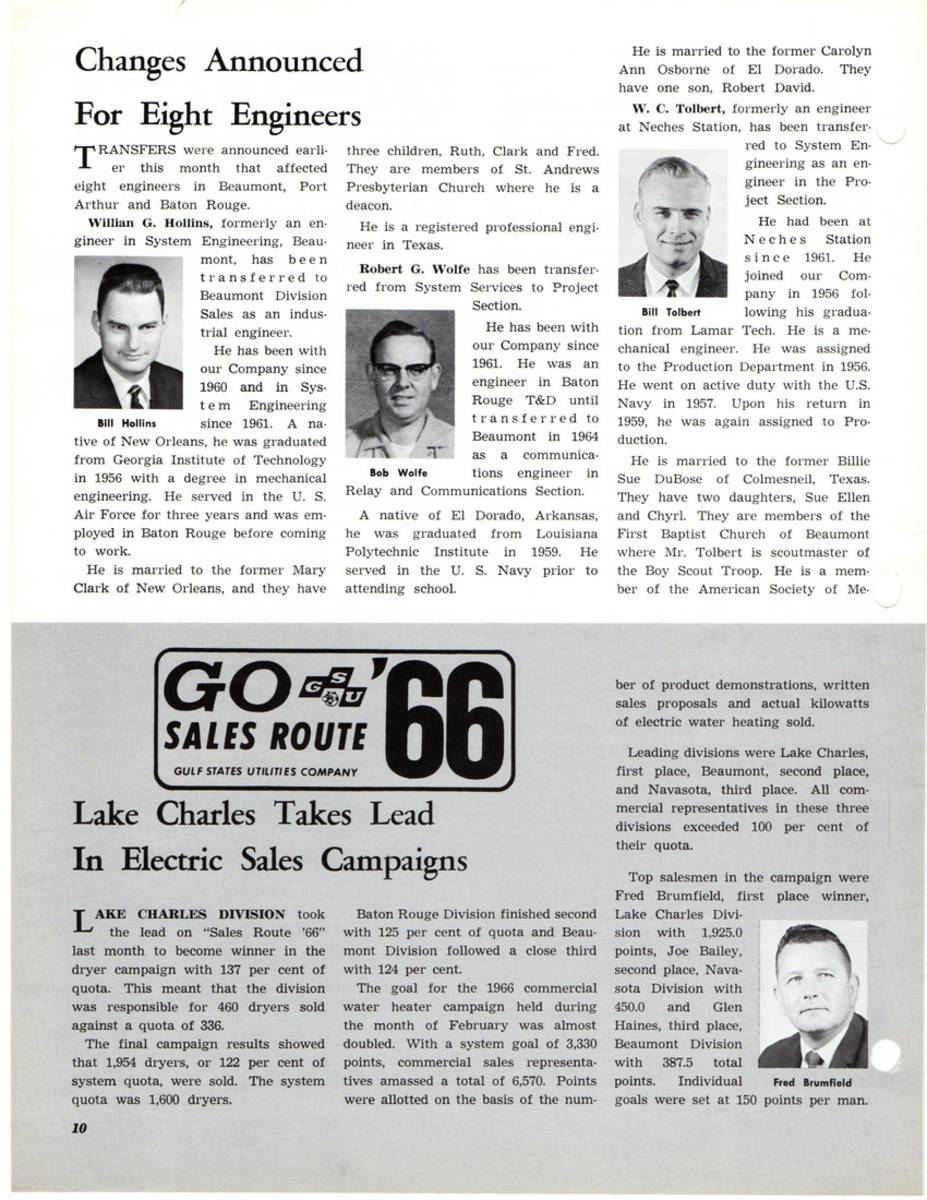 Changes Announced
For Eight Engineers
TRANSFERS were announced earli-
er this month that affected
eight engineers in Beaumont, Port
Arthur and Baton Rouge.
Willian G. Hollins, formerly an en-
gineer in System Engineering, Beau-
mont, has been
transferred to
Beaumont Division
Sales as an indus-
trial engineer.
He has been with
our Company since
1960 and in Sys-
tem Engineering
since 1961. A na-
Bill Hollins
tive of New Orleans, he was graduated
from Georgia Institute of Technology
in 1956 with a degree in mechanical
engineering. He served in the U. S.
Air Force for three years and was em-
ployed in Baton Rouge before coming
to work.
He is married to the former Mary
Clark of New Orleans, and they have
three children, Ruth, Clark and Fred.
They are members of St. Andrews
Presbyterian Church where he is a
deacon.
He is a registered professional engi-
neer in Texas.
Robert G. Wolfe has been transfer-
red from System Services to Project
Section.
He has been with
our Company since
1961. He was an
engineer in Baton
Rouge T&D until
transferred to
Beaumont in 1964
as a communica-
tions engineer in
Bob Wolfe
Relay and Communications Section.
A native of El Dorado, Arkansas,
he was graduated from Louisiana
Polytechnic Institute in 1959. He
served in the U. S. Navy prior to
attending school.
He is married to the former Carolyn
Ann Osborne of El Dorado. They
have one son, Robert David.
W. C. Tolbert, formerly an engineer
at Neches Station, has been transfer-
red to System En-
gineering as an en-
gineer in the Pro-
ject Section.
He had been at
Neches Station
since 1961. He
joined our Com-
pany in 1956 fol-
lowing his gradua-
Bill Tolbert
tion from Lamar Tech. He is a me-
chanical engineer. He was assigned
to the Production Department in 1956.
He went on active duty with the U.S.
Navy in 1957. Upon his return in
1959, he was again assigned to Pro-
duction.
He is married to the former Billie
Sue DuBose of Colmesneil, Texas.
They have two daughters, Sue Ellen
and Chyrl. They are members of the
First Baptist Church of Beaumont
where Mr. Tolbert is scoutmaster of
the Boy Scout Troop. He is a mem-
ber of the American Society of Me-
GO GSU '66
SALES ROUTE
GULF STATES UTILITIES COMPANY
Lake Charles Takes Lead
In Electric Sales Campaigns
LAKE CHARLES DIVISION took
the lead on "Sales Route '66"
last month to become winner in the
dryer campaign with 137 per cent of
quota. This meant that the division
was responsible for 460 dryers sold
against a quota of 336.
The final campaign results showed
that 1,954 dryers, or 122 per cent of
system quota, were sold. The system
quota was 1,600 dryers.
Baton Rouge Division finished second
with 125 per cent of quota and Beau-
mont Division followed a close third
with 124 per cent.
The goal for the 1966 commercial
water heater campaign held during
the month of February was almost
doubled. With a system goal of 3,330
points, commercial sales representa-
tives amassed a total of 6,570. Points
were allotted on the basis of the num-
ber of product demonstrations, written
sales proposals and actual kilowatts
of electric water heating sold.
Leading divisions were Lake Charles,
first place, Beaumont, second place,
and Navasota, third place. All com-
mercial representatives in these three
divisions exceeded 100 per cent of
their quota.
Top salesmen in the campaign were
Fred Brumfield, first place winner,
Lake Charles Divi-
sion with 1,925.0
points, Joe Bailey,
second place, Nava-
sota Division with
450.0 and Glen
Haines, third place,
Beaumont Division
with 387.5 total
points. Individual
Fred Brumfield
goals were set at 150 points per man.
10